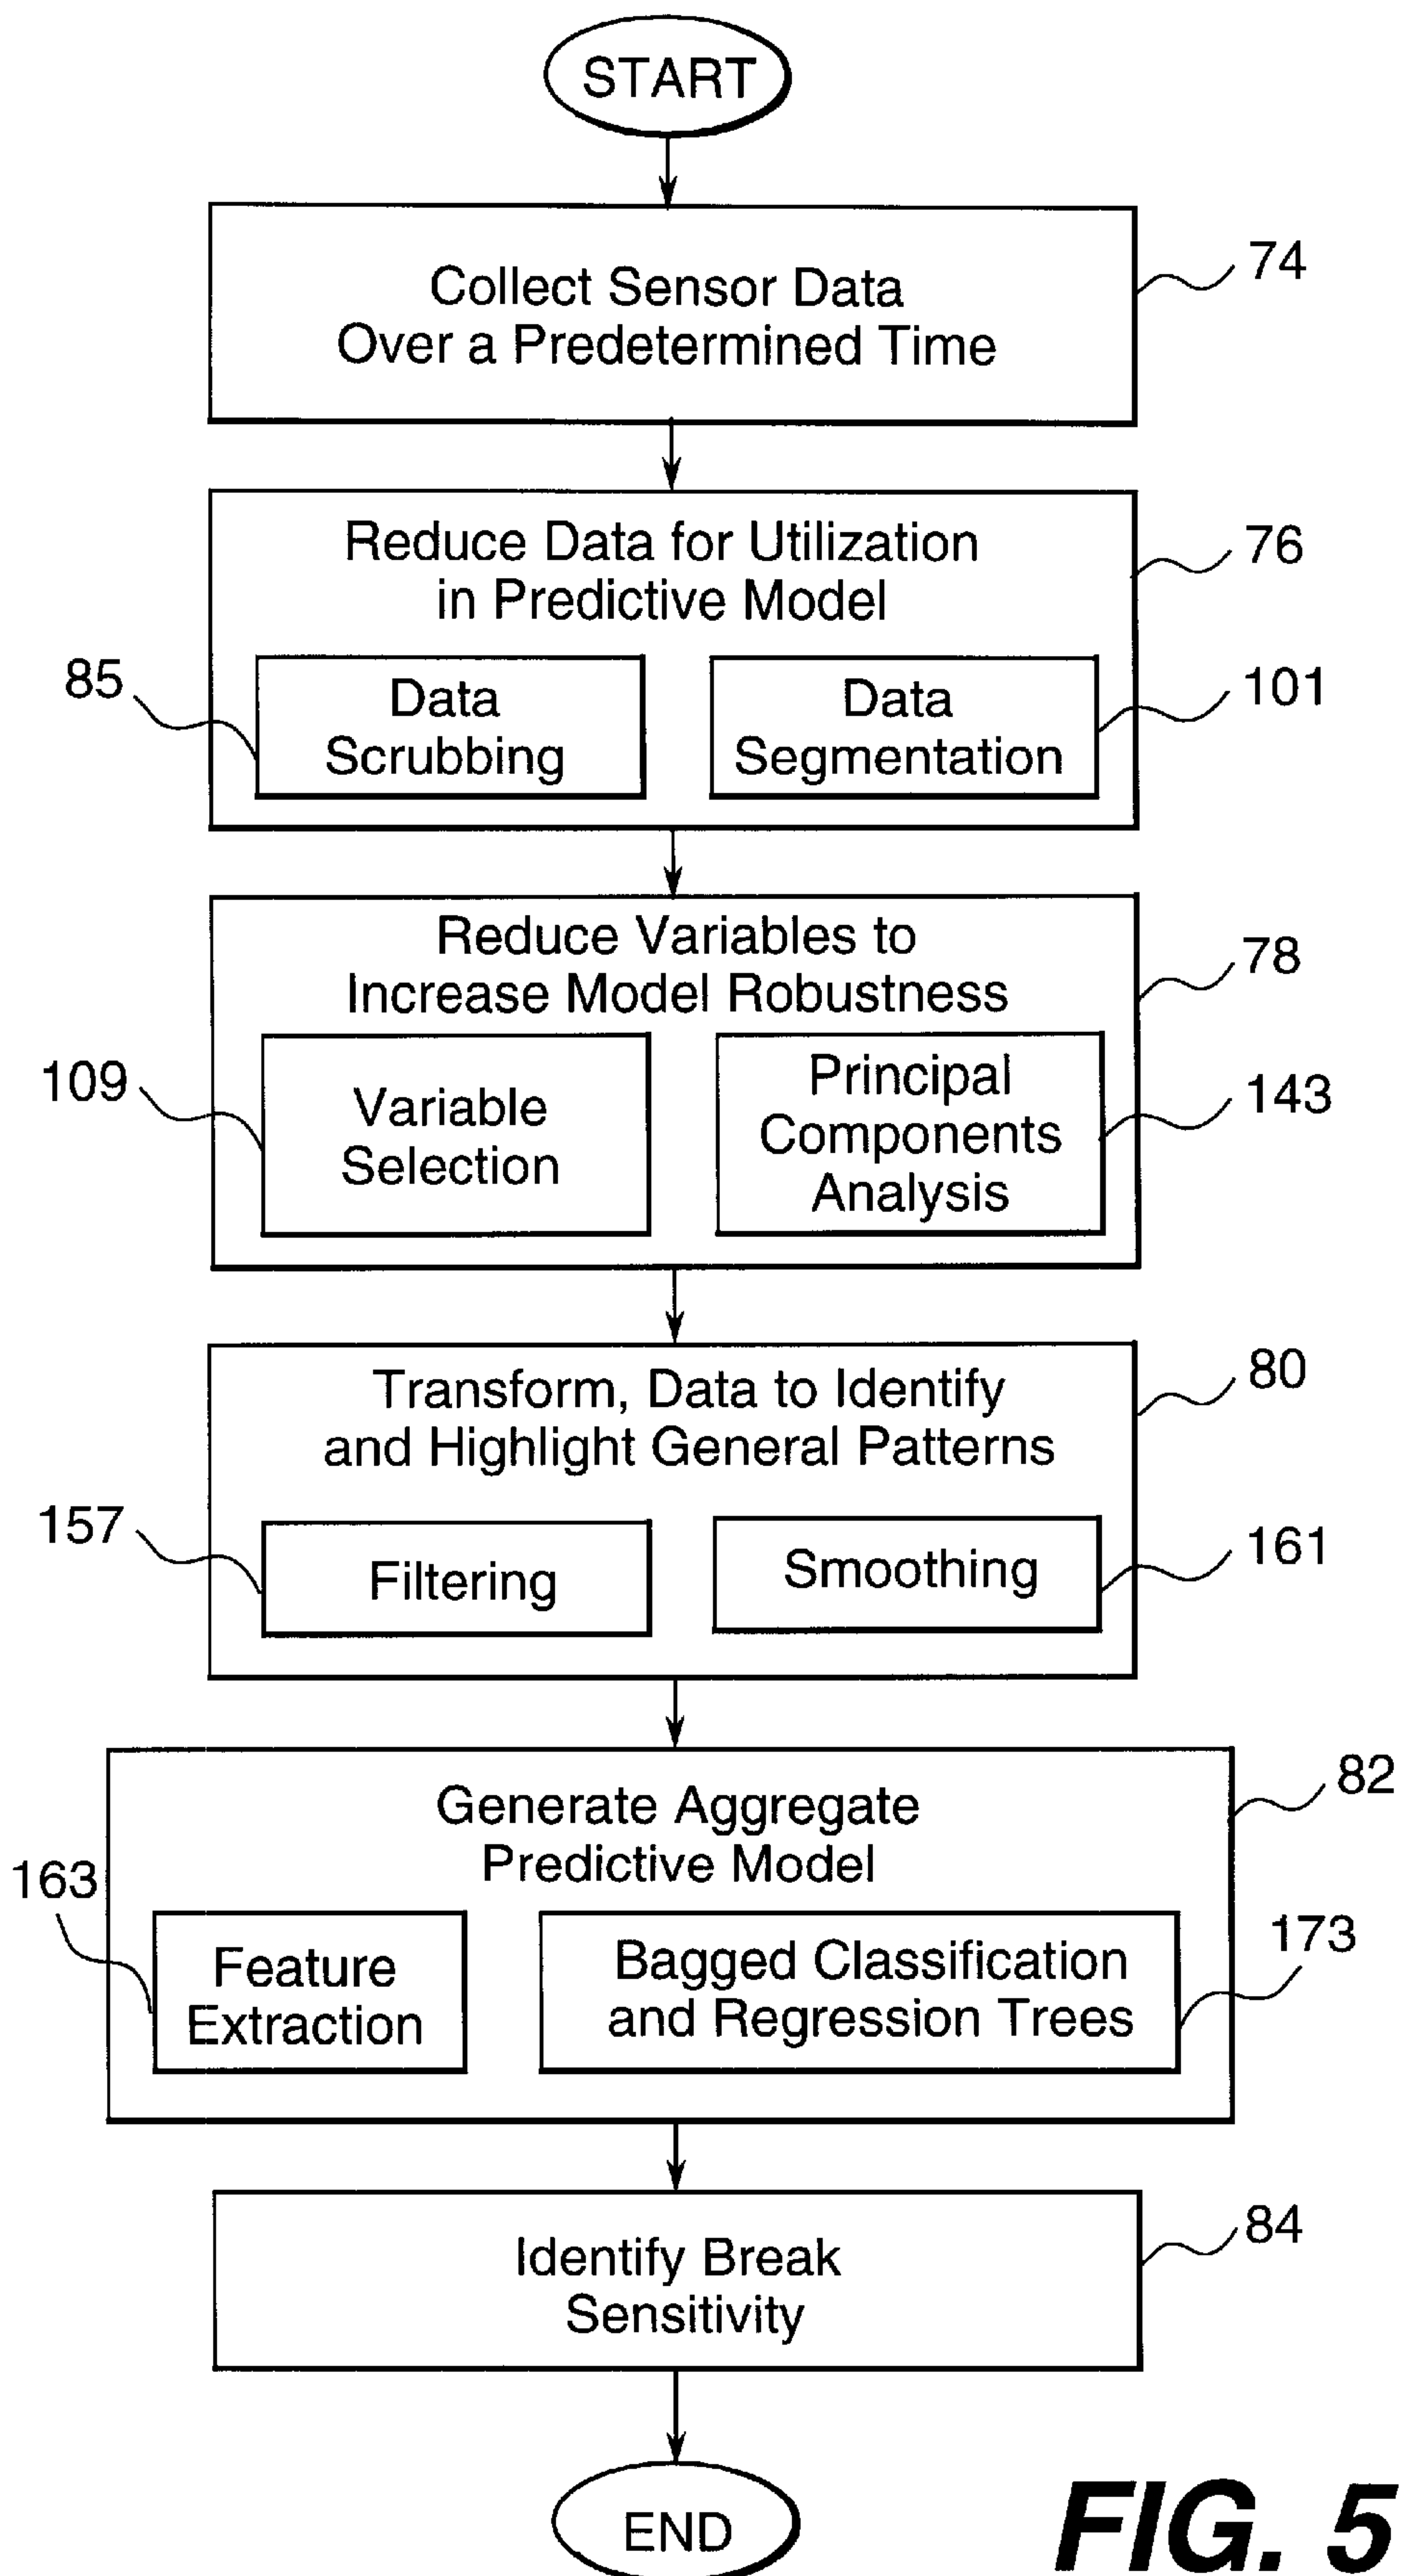 START
Collect Sensor Data
Over a Predetermined Time
74
Reduce Data for Utilization
in Predictive Model
76
85
Data
Scrubbing
Data
Segmentation
101
Reduce Variables to
Increase Model Robustness
78
109
Variable
Selection
Principal
Components
Analysis
143
Transform, Data to Identify
and Highlight General Patterns
80
157
Filtering
Smoothing
161
Generate Aggregate
Predictive Model
82
163
Feature
Extraction
Bagged Classification
and Regression Trees
173
Identify Break
Sensitivity
84
END
FIG. 5